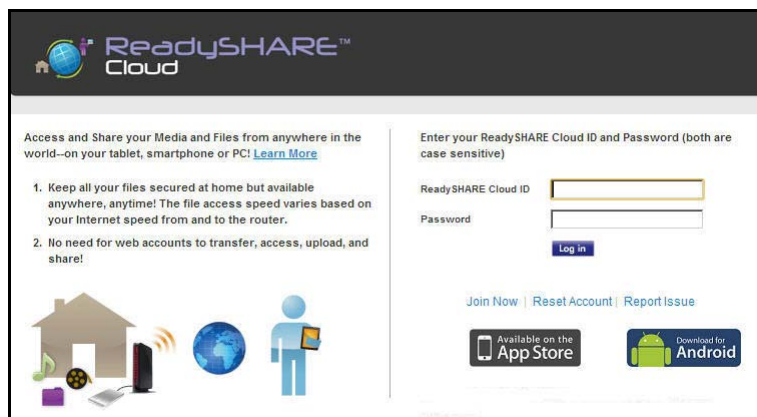 ReadySHARE™
Cloud
Access and Share your Media and Files from anywhere in the
world--on your tablet, smartphone or PC! Learn More
1. Keep all your files secured at home but available
anywhere, anytime! The file access speed varies based on
your Internet speed from and to the router.
2. No need for web accounts to transfer, access, upload, and
share!
Enter your ReadySHARE Cloud ID and Password (both are
case sensitive)
ReadySHARE Cloud ID
Password
Log in
Join Now | Reset Account | Report Issue
Available on the
App Store
Download for
Android